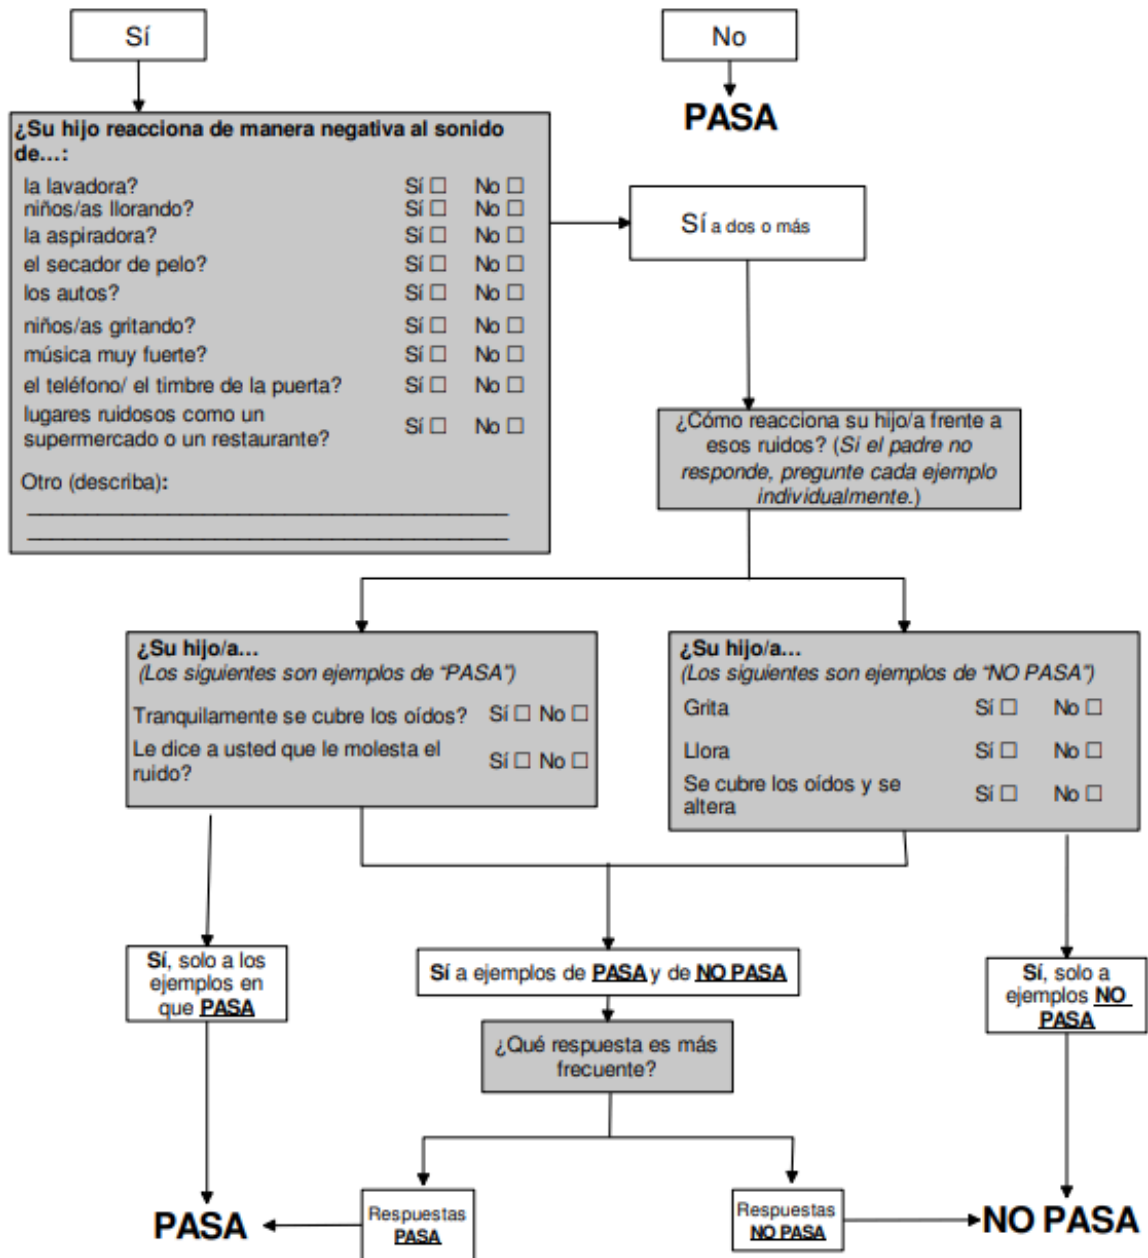 Sí
No
PASA
¿Su hijo reacciona de manera negativa al sonido
de...:
la lavadora? Sí ☐ No ☐
niños/as llorando? Sí ☐ No ☐
la aspiradora? Sí ☐ No ☐
el secador de pelo? Sí ☐ No ☐
los autos? Sí ☐ No ☐
niños/as gritando? Sí ☐ No ☐
música muy fuerte? Sí ☐ No ☐
el teléfono/ el timbre de la puerta? Sí ☐ No ☐
lugares ruidosos como un
supermercado o un restaurante? Sí ☐ No ☐
Otro (describa):
Sí a dos o más
¿Cómo reacciona su hijo/a frente a
esos ruidos? (Si el padre no
responde, pregunte cada ejemplo
individualmente.)
¿Su hijo/a...
(Los siguientes son ejemplos de “PASA”)
Tranquilamente se cubre los oídos? Sí ☐ No ☐
Le dice a usted que le molesta el
ruido? Sí ☐ No ☐
¿Su hijo/a...
(Los siguientes son ejemplos de “NO PASA”)
Grita Sí ☐ No ☐
Llora Sí ☐ No ☐
Se cubre los oídos y se
altera Sí ☐ No ☐
Sí, solo a los
ejemplos en
que PASA
Sí a ejemplos de PASA y de NO PASA
Sí, solo a
ejemplos NO
PASA
¿Qué respuesta es más
frecuente?
Respuestas
PASA
Respuestas
NO PASA
PASA
NO PASA